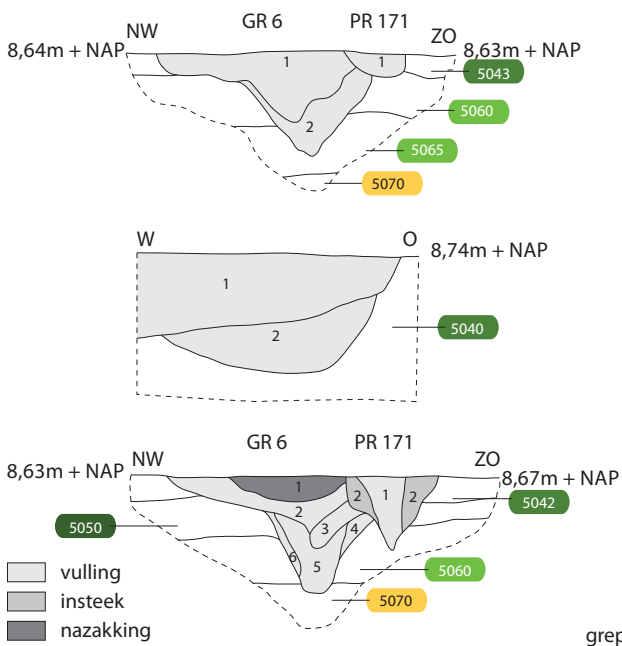 GR 6 PR 171
NW ZO
8,64m + NAP 8,63m + NAP
1 1
5043
2
5060
5065
5070
W O
8,74m + NAP
1
2
5040
GR 6 PR 171
NW ZO
8,63m + NAP 8,67m + NAP
1 2 1 2
5042
2
3 4
5050
6 5
5060
5070
vulling
insteek
nazakking
grep